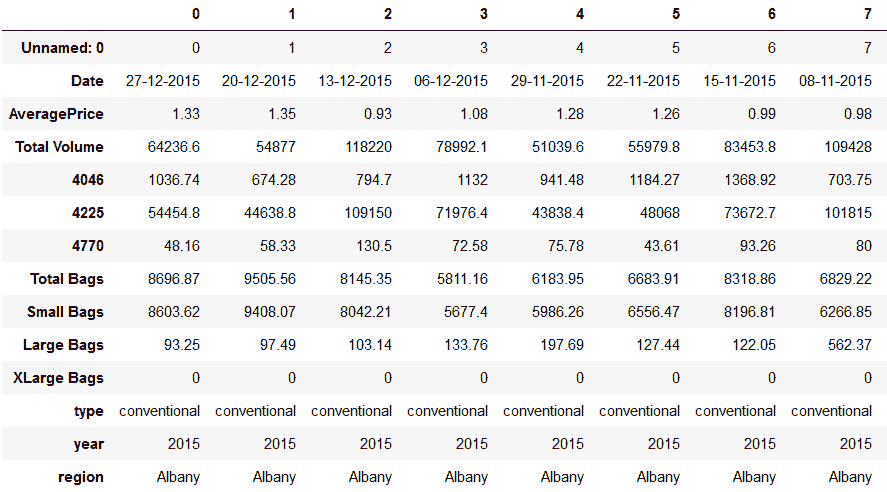 0 1 2 3 4 5 6 7
Unnamed: 0 0 1 2 3 4 5 6 7
Date 27-12-2015 20-12-2015 13-12-2015 06-12-2015 29-11-2015 22-11-2015 15-11-2015 08-11-2015
AveragePrice 1.33 1.35 0.93 1.08 1.28 1.26 0.99 0.98
Total Volume 64236.6 54877 118220 78992.1 51039.6 55979.8 83453.8 109428
4046 1036.74 674.28 794.7 1132 941.48 1184.27 1368.92 703.75
4225 54454.8 44638.8 109150 71976.4 43838.4 48068 73672.7 101815
4770 48.16 58.33 130.5 72.58 75.78 43.61 93.26 80
Total Bags 8696.87 9505.56 8145.35 5811.16 6183.95 6683.91 8318.86 6829.22
Small Bags 8603.62 9408.07 8042.21 5677.4 5986.26 6556.47 8196.81 6266.85
Large Bags 93.25 97.49 103.14 133.76 197.69 127.44 122.05 562.37
XLarge Bags 0 0 0 0 0 0 0 0
type conventional conventional conventional conventional conventional conventional conventional conventional
year 2015 2015 2015 2015 2015 2015 2015 2015
region Albany Albany Albany Albany Albany Albany Albany Albany